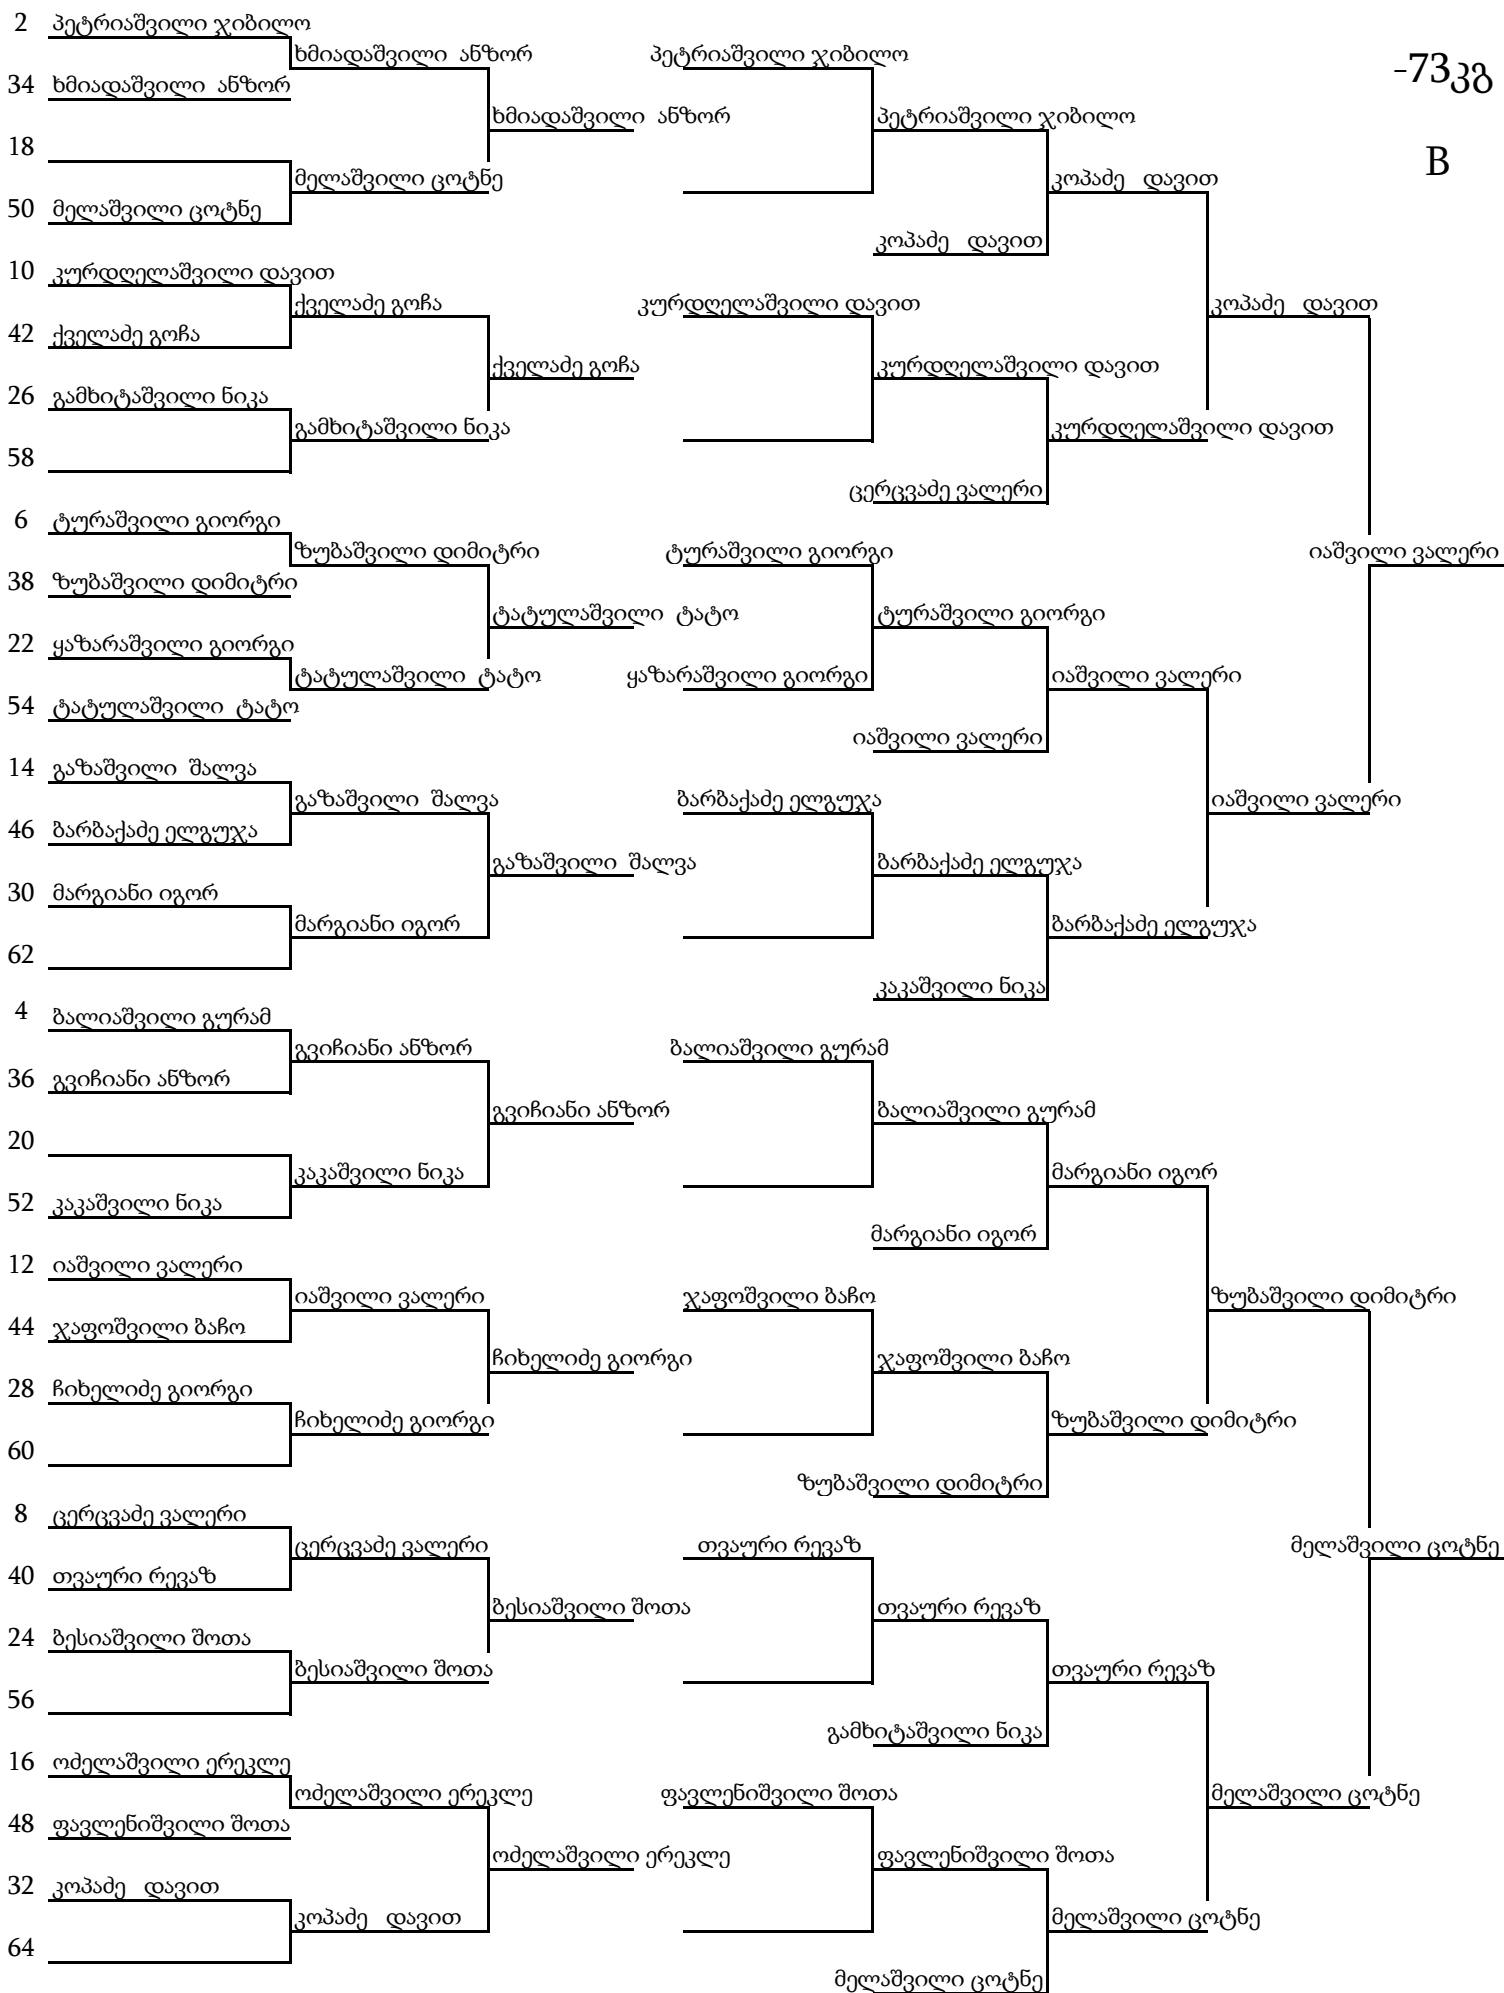 2 პეტრიაშვილი ჯიბილო
ხმიადაშვილი ანზორ პეტრიაშვილი ჯიბილო
-73კგ
34 ხმიადაშვილი ანზორ
ხმიადაშვილი ანზორ პეტრიაშვილი ჯიბილო
18
B
მელაშვილი ცოტნე კოპაძე დავით
50 მელაშვილი ცოტნე
კოპაძე დავით
10 კურდღელაშვილი დავით
ქველაძე გოჩა კურდღელაშვილი დავით კოპაძე დავით
42 ქველაძე გოჩა
ქველაძე გოჩა კურდღელაშვილი დავით
26 გამხიტაშვილი ნიკა
გამხიტაშვილი ნიკა კურდღელაშვილი დავით
58
ცერცვაძე ვალერი
6 ტურაშვილი გიორგი
ზუბაშვილი დიმიტრი ტურაშვილი გიორგი იაშვილი ვალერი
38 ზუბაშვილი დიმიტრი
ტატულაშვილი ტატო ტურაშვილი გიორგი
22 ყაზარაშვილი გიორგი
ტატულაშვილი ტატო ყაზარაშვილი გიორგი იაშვილი ვალერი
54 ტატულაშვილი ტატო
იაშვილი ვალერი
14 გაზაშვილი შალვა
გაზაშვილი შალვა ბარბაქაძე ელგუჯა იაშვილი ვალერი
46 ბარბაქაძე ელგუჯა
გაზაშვილი შალვა ბარბაქაძე ელგუჯა
30 მარგიანი იგორ
მარგიანი იგორ ბარბაქაძე ელგუჯა
62
კაკაშვილი ნიკა
4 ბალიაშვილი გურამ
გვიჩიანი ანზორ ბალიაშვილი გურამ
36 გვიჩიანი ანზორ
გვიჩიანი ანზორ ბალიაშვილი გურამ
20
კაკაშვილი ნიკა მარგიანი იგორ
52 კაკაშვილი ნიკა
მარგიანი იგორ
12 იაშვილი ვალერი
იაშვილი ვალერი ჯაფოშვილი ბაჩო ზუბაშვილი დიმიტრი
44 ჯაფოშვილი ბაჩო
ჩიხელიძე გიორგი ჯაფოშვილი ბაჩო
28 ჩიხელიძე გიორგი
ჩიხელიძე გიორგი ზუბაშვილი დიმიტრი
60
ზუბაშვილი დიმიტრი
8 ცერცვაძე ვალერი
ცერცვაძე ვალერი თვაური რევაზ მელაშვილი ცოტნე
40 თვაური რევაზ
ბესიაშვილი შოთა თვაური რევაზ
24 ბესიაშვილი შოთა
ბესიაშვილი შოთა თვაური რევაზ
56
გამხიტაშვილი ნიკა
16 ოძელაშვილი ერეკლე
ოძელაშვილი ერეკლე ფავლენიშვილი შოთა მელაშვილი ცოტნე
48 ფავლენიშვილი შოთა
ოძელაშვილი ერეკლე ფავლენიშვილი შოთა
32 კოპაძე დავით
კოპაძე დავით მელაშვილი ცოტნე
64
მელაშვილი ცოტნე